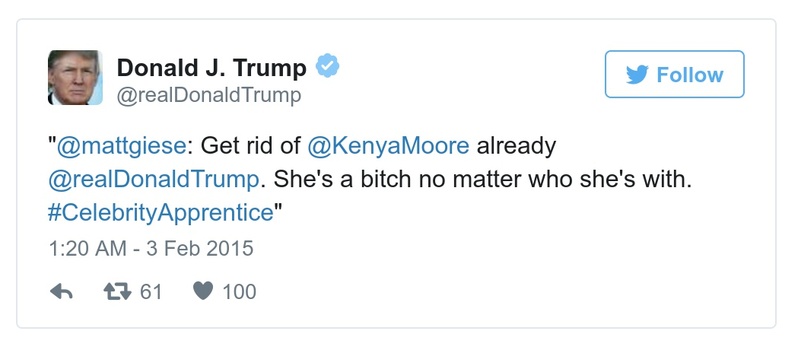 Donald J. Trump
@realDonaldTrump
Follow
"@mattgiese: Get rid of @KenyaMoore already
@realDonaldTrump. She's a bitch no matter who she's with.
#CelebrityApprentice"
1:20 AM - 3 Feb 2015
61 100